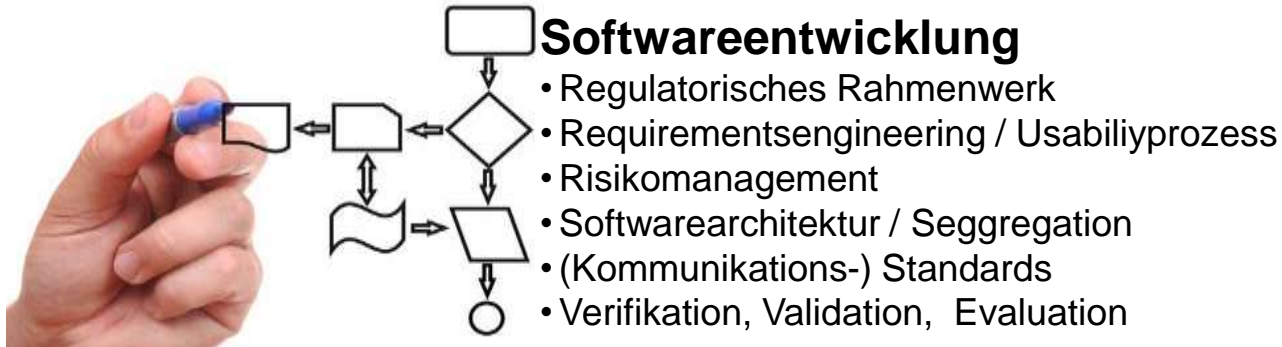 Softwareentwicklung
• Regulatorisches Rahmenwerk
• Requirementsengineering / Usabiliyprozess
• Risikomanagement
• Softwarearchitektur / Seggregation
• (Kommunikations-) Standards
• Verifikation, Validation, Evaluation